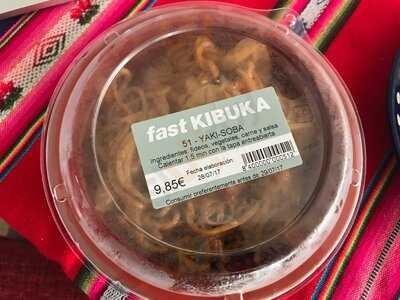 fast KIBUKA
51 - YAKI-SOBA
Ingredientes: fideos, vegetales, carne y salsa
Calentar 1,5 min con la tapa entreabierta
Fecha elaboración:
28/07/17
9.85€
8400000000512
Consumir preferentemente antes de 29/07/17